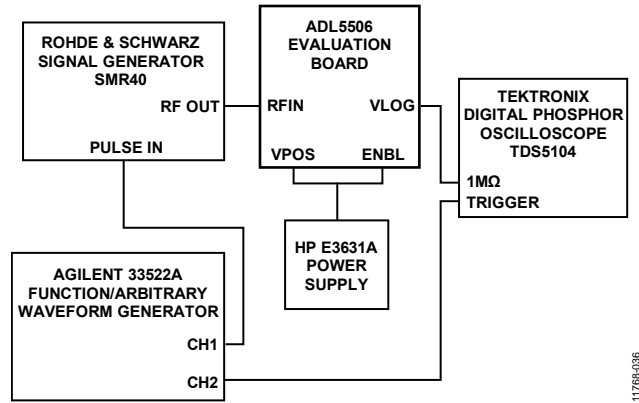 ROHDE & SCHWARZ
SIGNAL GENERATOR
SMR40
RF OUT
PULSE IN
ADL5506
EVALUATION
BOARD
RFIN
VLOG
VPOS
ENBL
TEKTRONIX
DIGITAL PHOSPHOR
OSCILLOSCOPE
TDS5104
1MΩ
TRIGGER
HP E3631A
POWER
SUPPLY
AGILENT 33522A
FUNCTION/ARBITRARY
WAVEFORM GENERATOR
CH1
CH2
11768-036